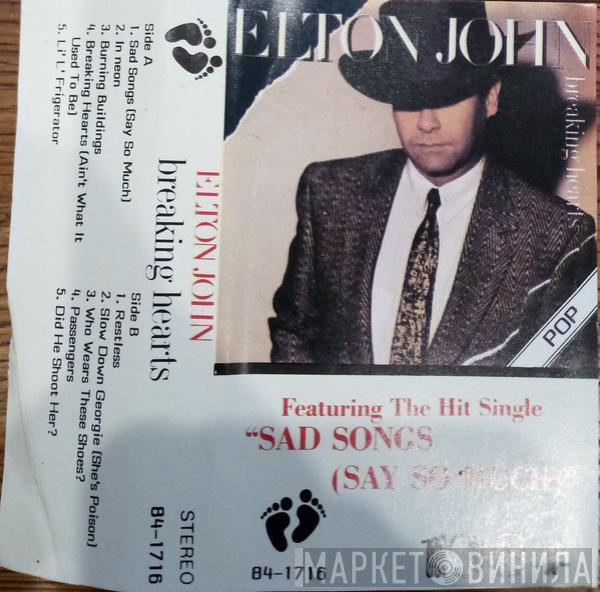 ELTON JOHN
breaking hearts
POP
Featuring The Hit Single
"SAD SONGS
(SAY SO MUCH)"
84-1716
МАРКЕТ ВИНИЛА
ELTON JOHN
breaking hearts
STEREO
84-1716
Side A
1. Sad Songs (Say So Much)
2. In neon
3. Burning Buildings
4. Breaking Hearts (Ain't What It
Used To Be)
5. Li'L' Frigerator
Side B
1. Restless
2. Slow Down Georgie (She's Poison)
3. Who Wears These Shoes?
4. Passengers
5. Did He Shoot Her?